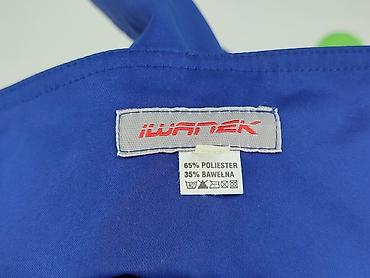 IWANEK
65% POLIESTER
35% BAWEŁNA